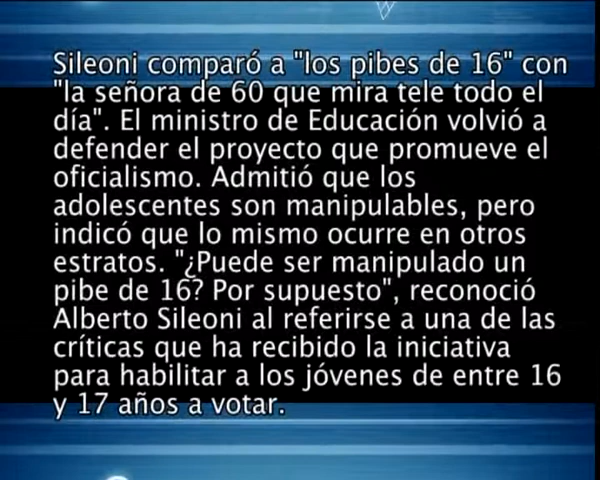 Sileoni comparó a "los pibes de 16" con
"la señora de 60 que mira tele todo el
día". El ministro de Educación volvió a
defender el proyecto que promueve el
oficialismo. Admitió que los
adolescentes son manipulables, pero
indicó que lo mismo ocurre en otros
estratos. "¿Puede ser manipulado un
pibe de 16? Por supuesto", reconoció
Alberto Sileoni al referirse a una de las
críticas que ha recibido la iniciativa
para habilitar a los jóvenes de entre 16
y 17 años a votar.